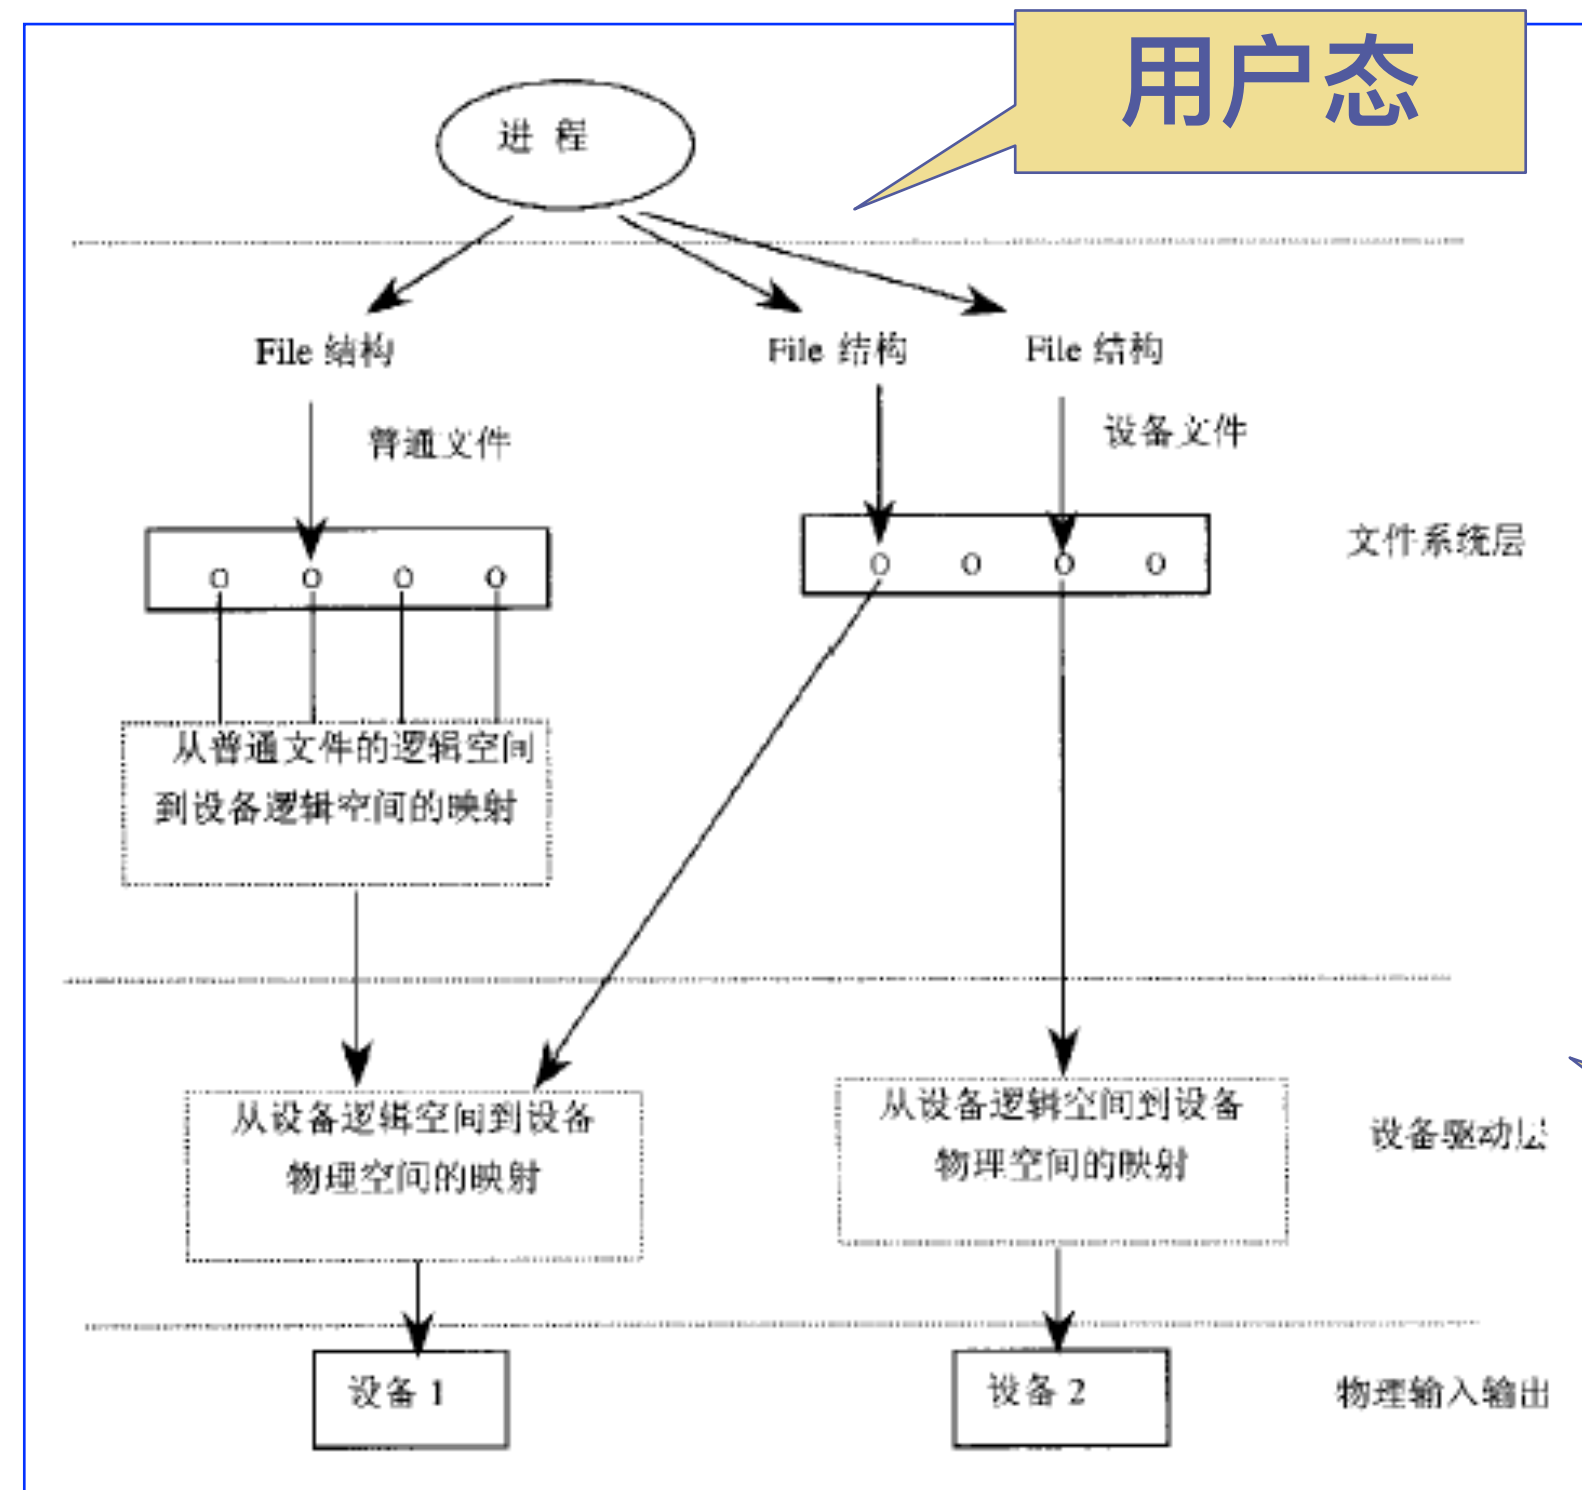 用户态
进程
File 结构
File 结构
File 结构
普通文件
设备文件
文件系统层
O O O O
O O O O
从普通文件的逻辑空间
到设备逻辑空间的映射
从设备逻辑空间到设备
物理空间的映射
从设备逻辑空间到设备
物理空间的映射
设备驱动层
设备 1
设备 2
物理输入输出